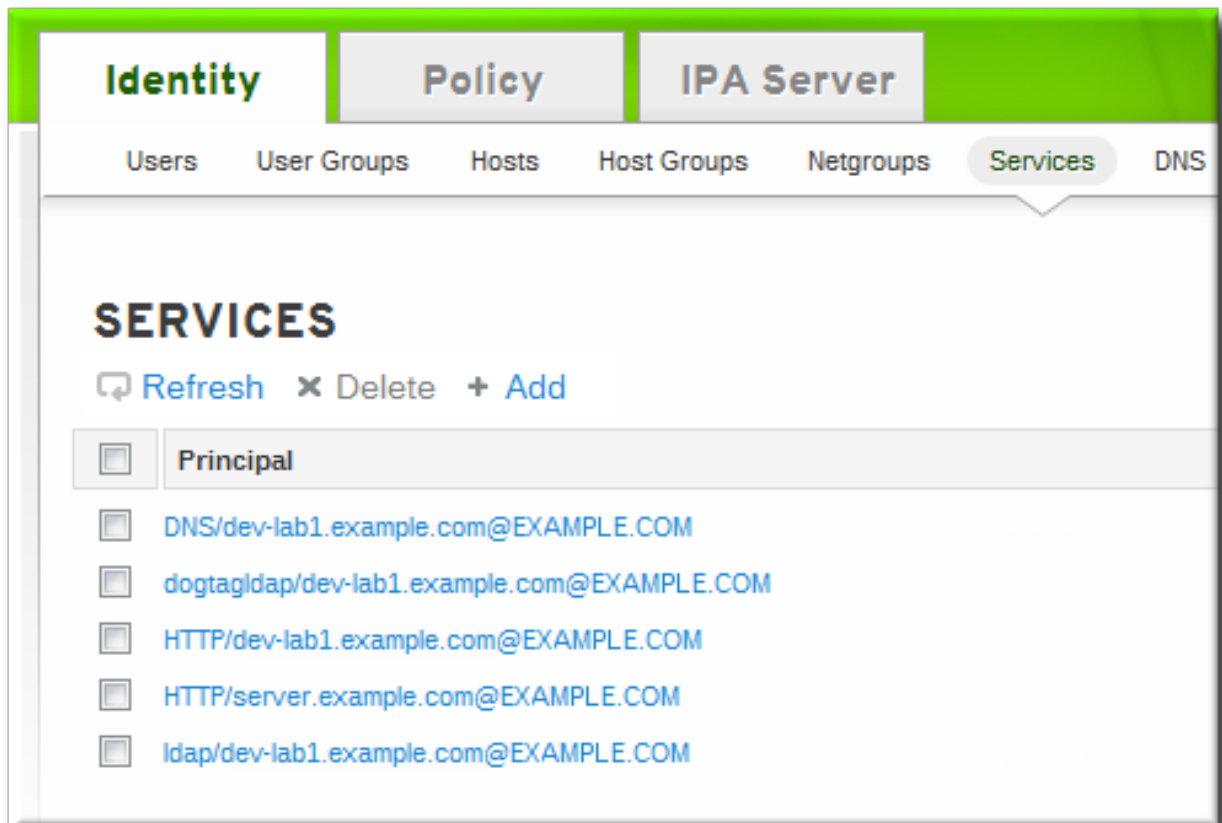 Identity Policy IPA Server
Users User Groups Hosts Host Groups Netgroups Services DNS
SERVICES
Refresh Delete + Add
Principal
DNS/dev-lab1.example.com@EXAMPLE.COM
dogtagldap/dev-lab1.example.com@EXAMPLE.COM
HTTP/dev-lab1.example.com@EXAMPLE.COM
HTTP/server.example.com@EXAMPLE.COM
ldap/dev-lab1.example.com@EXAMPLE.COM